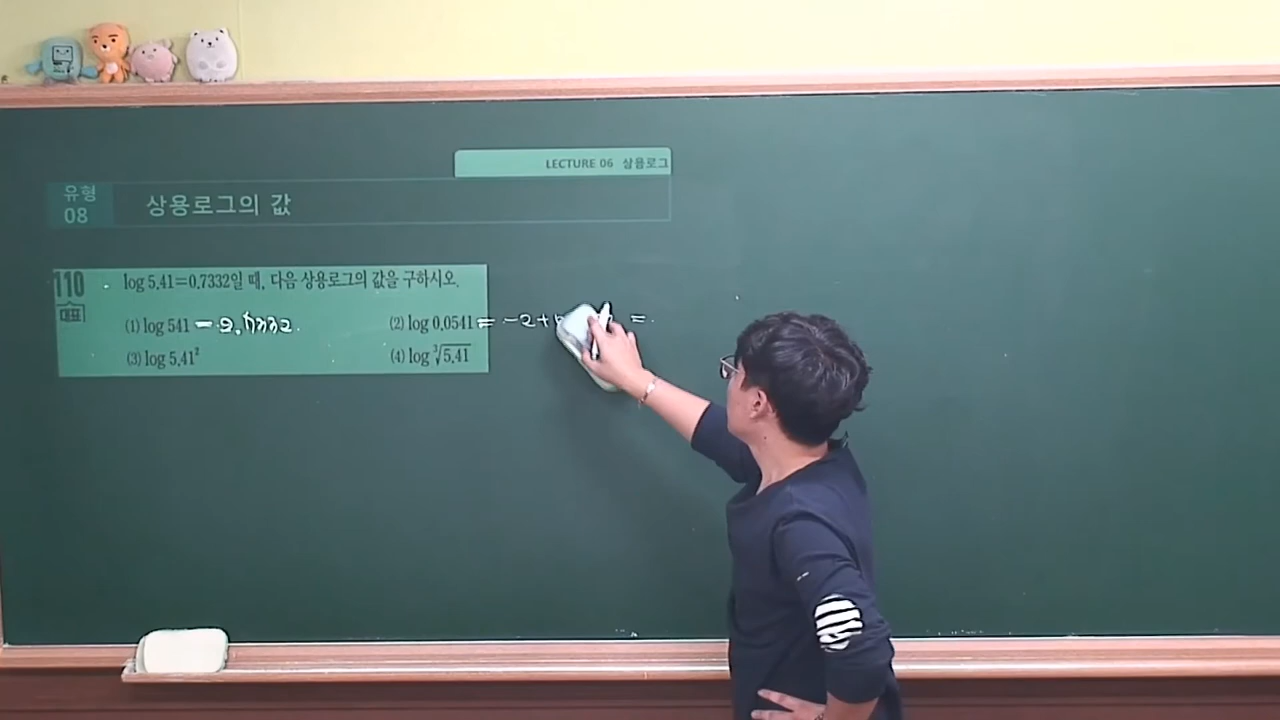 LECTURE 06 상용로그
유형 08 상용로그의 값
110 대표
log 5.41=0.7332일 때, 다음 상용로그의 값을 구하시오.
(1) log 541 = 2.7332 (2) log 0.0541 = -2+ =
(3) log 5.41² (4) log ∛5.41